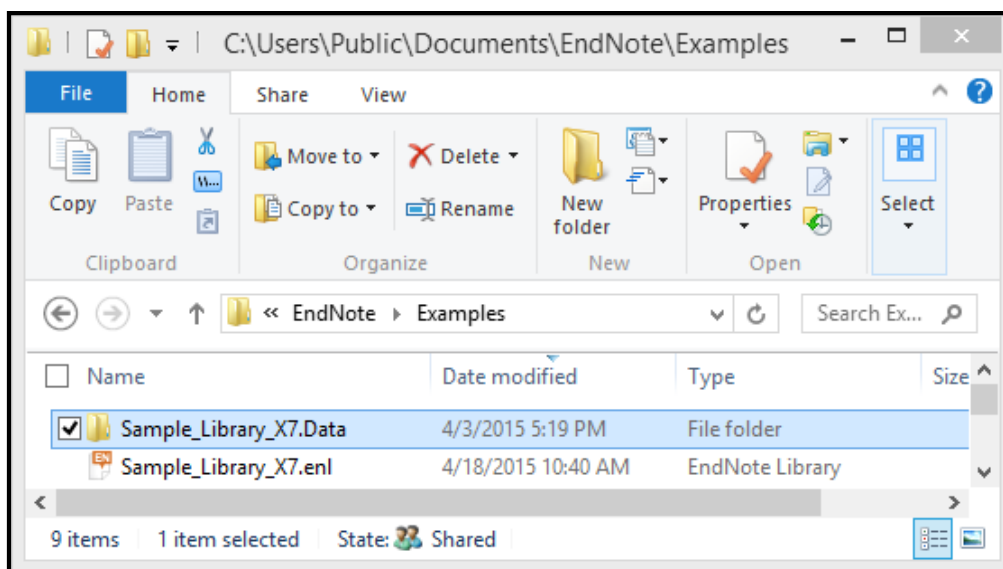 C:\Users\Public\Documents\EndNote\Examples
File Home Share View
Copy Paste Move to Delete New folder Properties Select
Copy to Rename
Clipboard Organize New Open
« EndNote Examples Search Ex...
Name Date modified Type Size
Sample_Library_X7.Data 4/3/2015 5:19 PM File folder
Sample_Library_X7.enl 4/18/2015 10:40 AM EndNote Library
9 items 1 item selected State: Shared